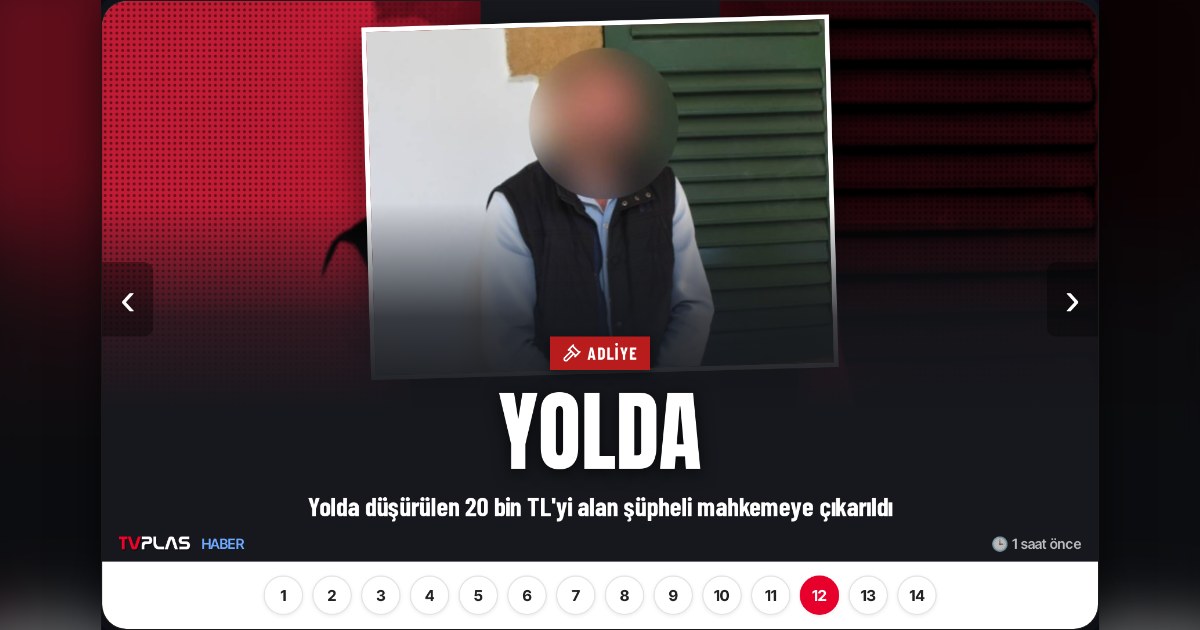 ADLİYE
YOLDA
Yolda düşürülen 20 bin TL'yi alan şüpheli mahkemeye çıkarıldı
TVPLAS HABER
1 saat önce
1 2 3 4 5 6 7 8 9 10 11 12 13 14